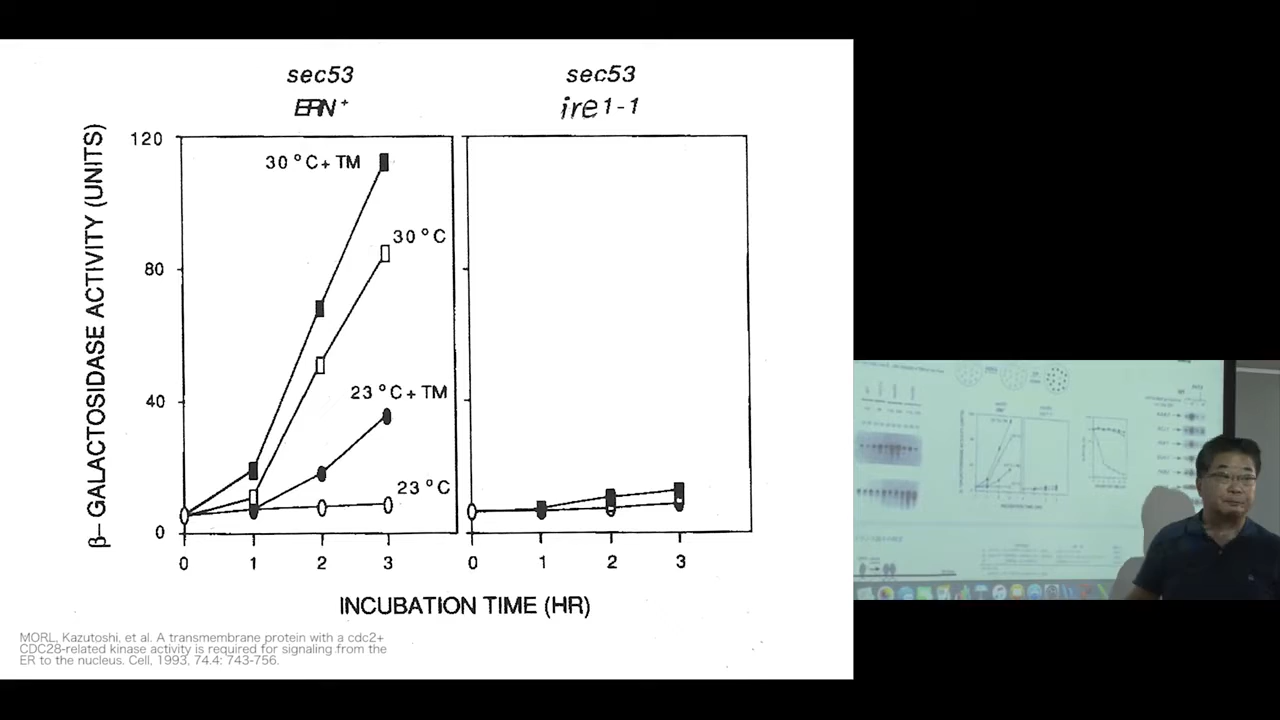 sec53
ERN⁺
sec53
ire1-1
β- GALACTOSIDASE ACTIVITY (UNITS)
120
80
40
0
30 °C + TM
30 °C
23 °C + TM
23 °C
0 1 2 3
0 1 2 3
INCUBATION TIME (HR)
MORL, Kazutoshi, et al. A transmembrane protein with a cdc2+
CDC28-related kinase activity is required for signaling from the
ER to the nucleus. Cell, 1993, 74.4: 743-756.